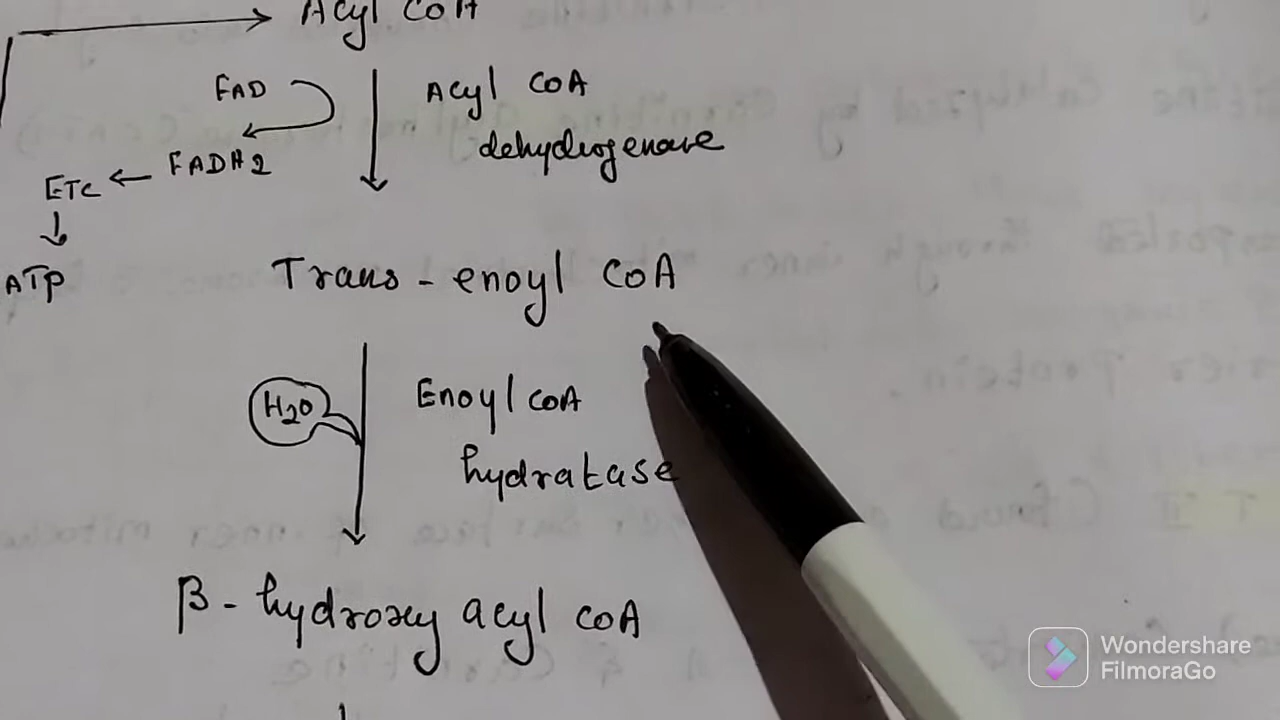 Acyl CoA
FAD
Acyl CoA
dehydrogenase
FADH2
ETC
ATP
Trans - enoyl CoA
H2O
Enoyl CoA
hydratase
β - hydroxy acyl CoA
Wondershare
FilmoraGo